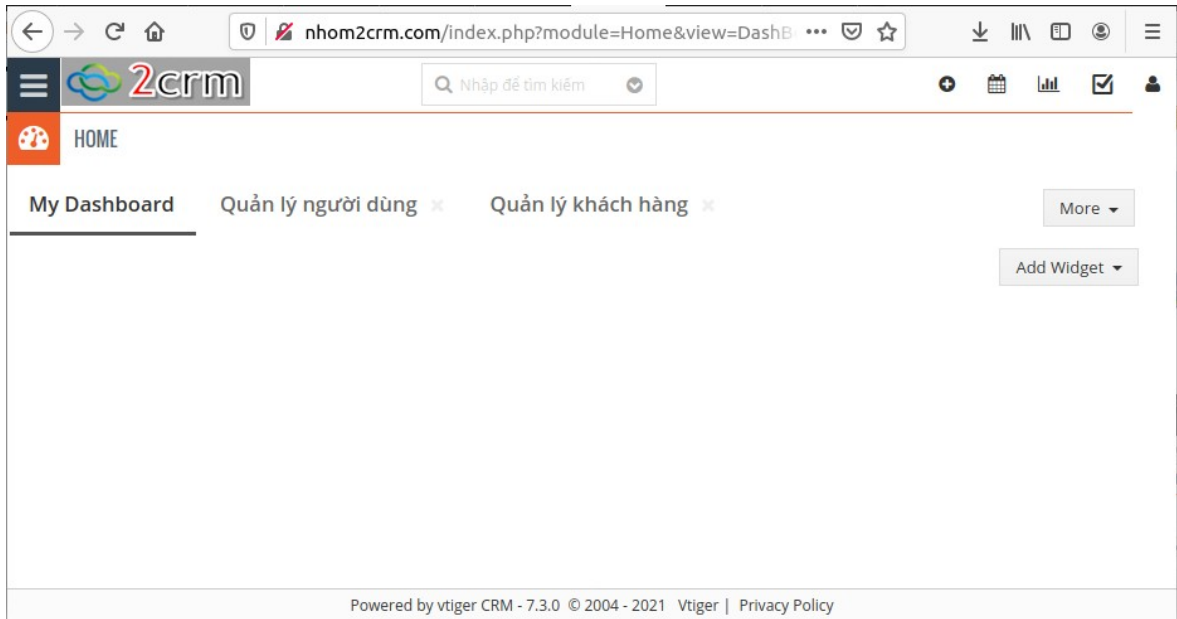 nhom2crm.com/index.php?module=Home&view=DashB
2crm
Nhập để tìm kiếm
HOME
My Dashboard Quản lý người dùng × Quản lý khách hàng × More
Add Widget
Powered by vtiger CRM - 7.3.0 © 2004 - 2021 Vtiger | Privacy Policy